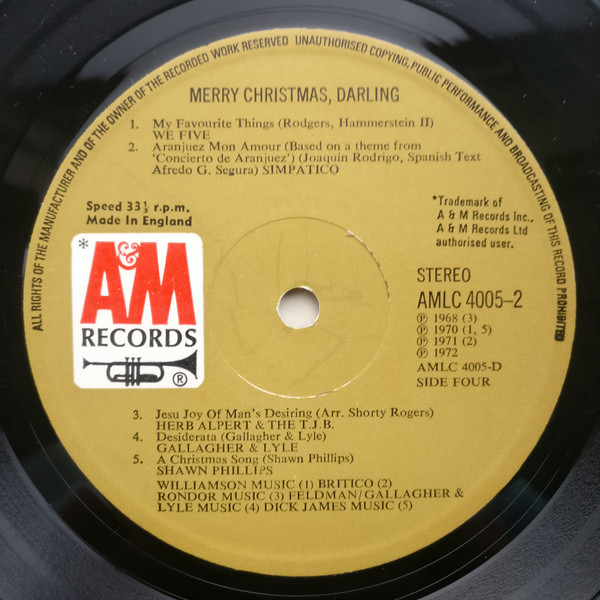 ALL RIGHTS OF THE MANUFACTURER AND OF THE OWNER OF THE RECORDED WORK RESERVED UNAUTHORISED COPYING, PUBLIC PERFORMANCE AND BROADCASTING OF THIS RECORD PROHIBITED
MERRY CHRISTMAS, DARLING
1. My Favourite Things (Rodgers, Hammerstein II)
WE FIVE
2. Aranjuez Mon Amour (Based on a theme from
'Concierto de Aranjuez') (Joaquin Rodrigo, Spanish Text
Alfredo G. Segura) SIMPATICO
Speed 33⅓ r.p.m.
Made In England
*Trademark of
A & M Records Inc.,
A & M Records Ltd
authorised user.
*
A&M
RECORDS
®
STEREO
AMLC 4005-2
℗ 1968 (3)
℗ 1970 (1, 5)
℗ 1971 (2)
℗ 1972
AMLC 4005-D
SIDE FOUR
3. Jesu Joy Of Man's Desiring (Arr. Shorty Rogers)
HERB ALPERT & THE T.J.B.
4. Desiderata (Gallagher & Lyle)
GALLAGHER & LYLE
5. A Christmas Song (Shawn Phillips)
SHAWN PHILLIPS
WILLIAMSON MUSIC (1) BRITICO (2)
RONDOR MUSIC (3) FELDMAN/GALLAGHER &
LYLE MUSIC (4) DICK JAMES MUSIC (5)